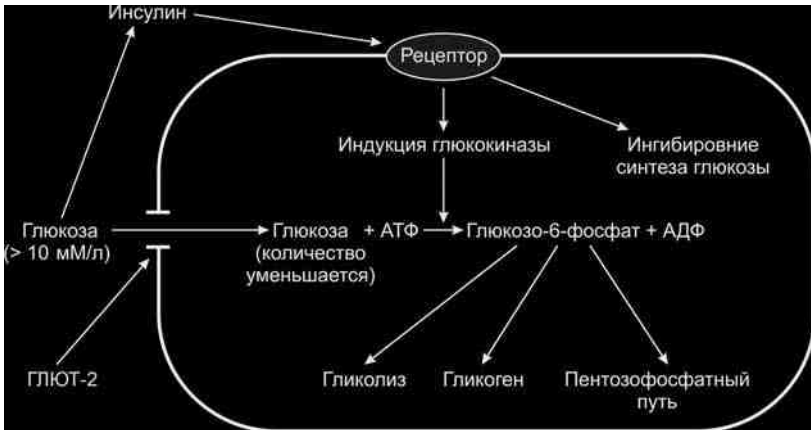 Инсулин
Рецептор
Индукция глюкокиназы
Ингибировние
синтеза глюкозы
Глюкоза
(> 10 мМ/л)
Глюкоза + АТФ
(количество
уменьшается)
Глюкозо-6-фосфат + АДФ
ГЛЮТ-2
Гликолиз
Гликоген
Пентозофосфатный
путь